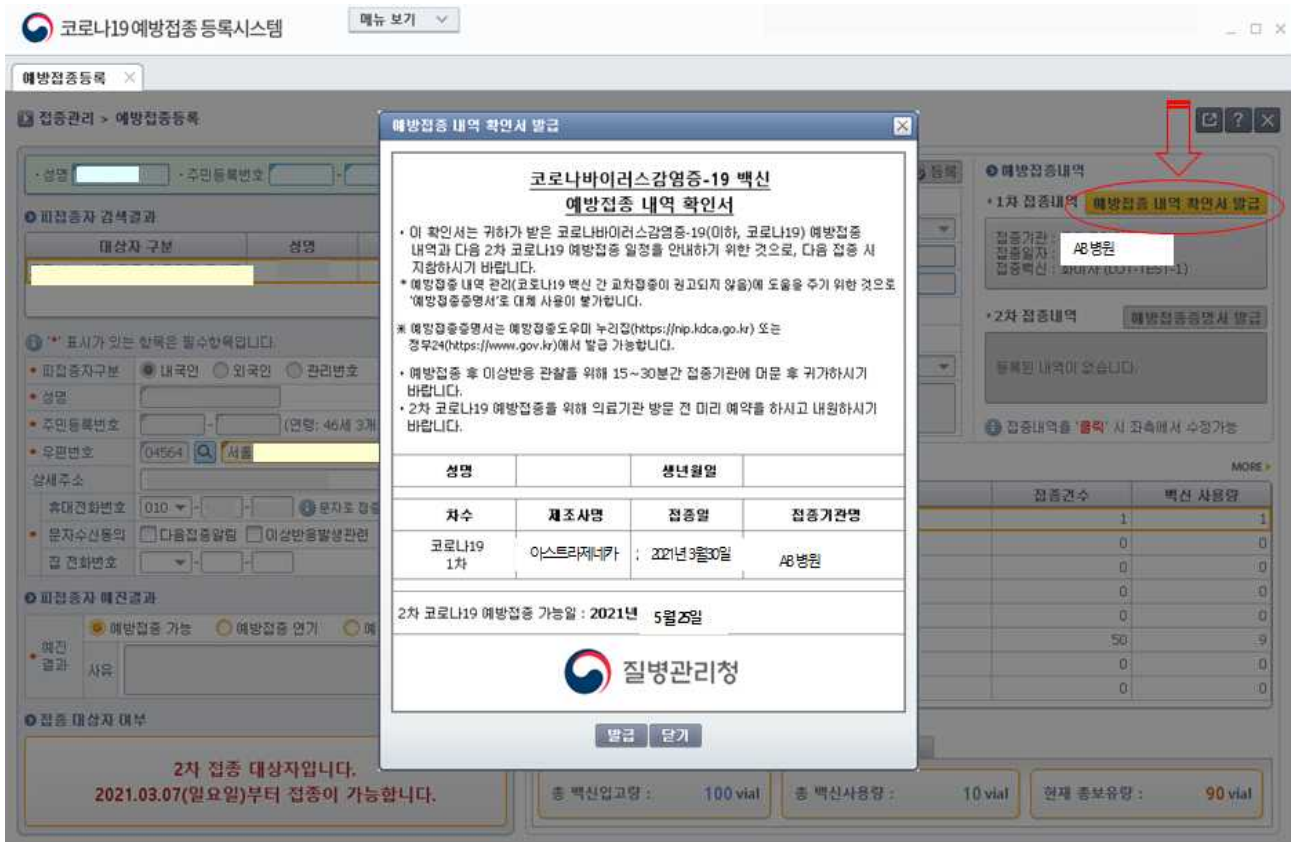 코로나19 예방접종 등록시스템
메뉴 보기
예방접종등록
접종관리 > 예방접종등록
· 성명 · 주민등록번호 -
등록
피접종자 검색결과
대상자 구분 성명
'*' 표시가 있는 항목은 필수항목입니다.
• 피접종자구분 내국인 외국인 관리번호
• 성명
• 주민등록번호 - (연령: 46세 3개
• 우편번호 04564 서울
상세주소
휴대전화번호 010 - - 문자로 접종
• 문자수신동의 다음접종알림 이상반응발생관련
집 전화번호 - -
피접종자 예진결과
• 예진결과 예방접종 가능 예방접종 연기 예
사유
접종 대상자 여부
2차 접종 대상자입니다.
2021.03.07(일요일)부터 접종이 가능합니다.
예방접종 내역 확인서 발급
코로나바이러스감염증-19 백신
예방접종 내역 확인서
· 이 확인서는 귀하가 받은 코로나바이러스감염증-19(이하, 코로나19) 예방접종
내역과 다음 2차 코로나19 예방접종 일정을 안내하기 위한 것으로, 다음 접종 시
지참하시기 바랍니다.
* 예방접종 내역 관리(코로나19 백신 간 교차접종이 권고되지 않음)에 도움을 주기 위한 것으로
'예방접종증명서'로 대체 사용이 불가합니다.
※ 예방접종증명서는 예방접종도우미 누리집(https://nip.kdca.go.kr) 또는
정부24(https://www.gov.kr)에서 발급 가능합니다.
· 예방접종 후 이상반응 관찰을 위해 15~30분간 접종기관에 머문 후 귀가하시기
바랍니다.
· 2차 코로나19 예방접종을 위해 의료기관 방문 전 미리 예약을 하시고 내원하시기
바랍니다.
성명 생년월일
차수 제조사명 접종일 접종기관명
코로나19
1차 아스트라제네카 2021년 3월30일 AB병원
2차 코로나19 예방접종 가능일 : 2021년 5월25일
질병관리청
발급 닫기
예방접종내역
• 1차 접종내역 예방접종 내역 확인서 발급
접종기관 : AB병원
접종일자 :
접종백신 : 화이자 (LOT-TEST-1)
• 2차 접종내역 예방접종증명서 발급
등록된 내역이 없습니다.
접종내역을 '클릭' 시 좌측에서 수정가능
MORE
접종건수 백신 사용량
1 1
0 0
0 0
0 0
0 0
50 9
0 0
0 0
총 백신입고량 : 100 vial 총 백신사용량 : 10 vial 현재 총보유량 : 90 vial